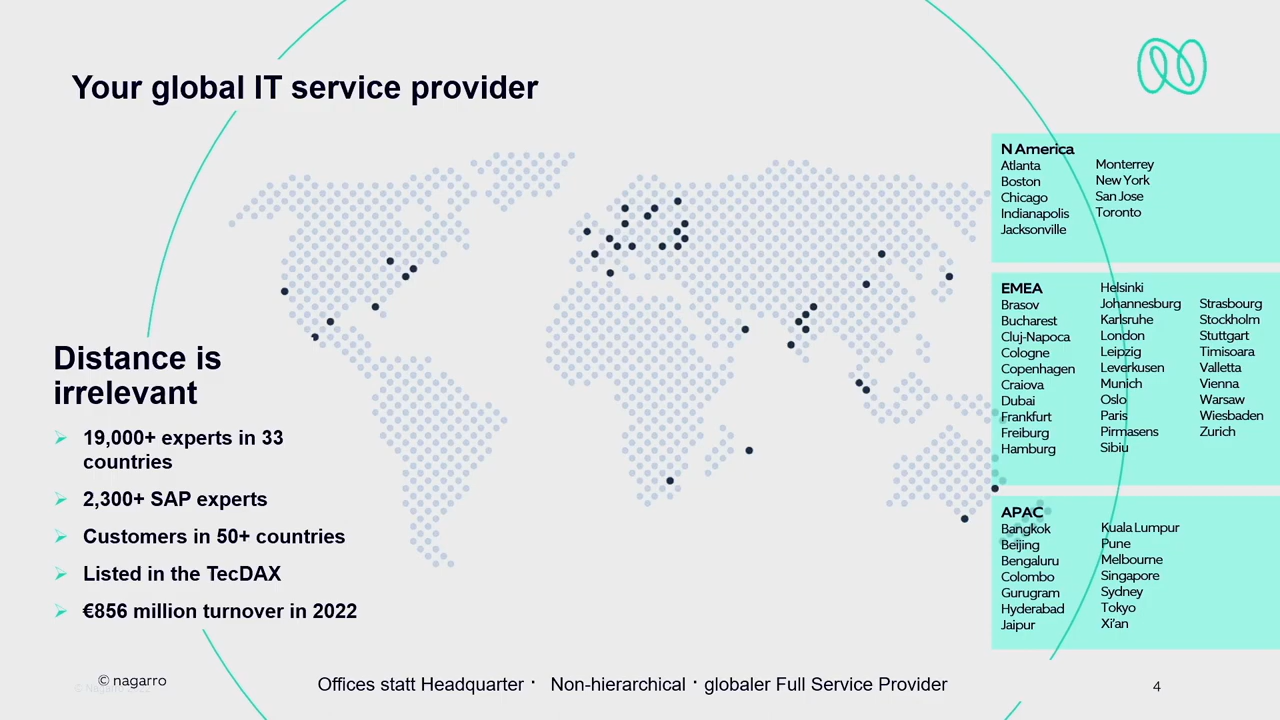 Your global IT service provider
Distance is
irrelevant
19,000+ experts in 33
countries
2,300+ SAP experts
Customers in 50+ countries
Listed in the TecDAX
€856 million turnover in 2022
N America
Atlanta
Boston
Chicago
Indianapolis
Jacksonville
Monterrey
New York
San Jose
Toronto
EMEA
Brasov
Bucharest
Cluj-Napoca
Cologne
Copenhagen
Craiova
Dubai
Frankfurt
Freiburg
Hamburg
Helsinki
Johannesburg
Karlsruhe
London
Leipzig
Leverkusen
Munich
Oslo
Paris
Pirmasens
Sibiu
Strasbourg
Stockholm
Stuttgart
Timisoara
Valletta
Vienna
Warsaw
Wiesbaden
Zurich
APAC
Bangkok
Beijing
Bengaluru
Colombo
Gurugram
Hyderabad
Jaipur
Kuala Lumpur
Pune
Melbourne
Singapore
Sydney
Tokyo
Xi'an
© nagarro
© Nagarro 2022
Offices statt Headquarter · Non-hierarchical · globaler Full Service Provider
4